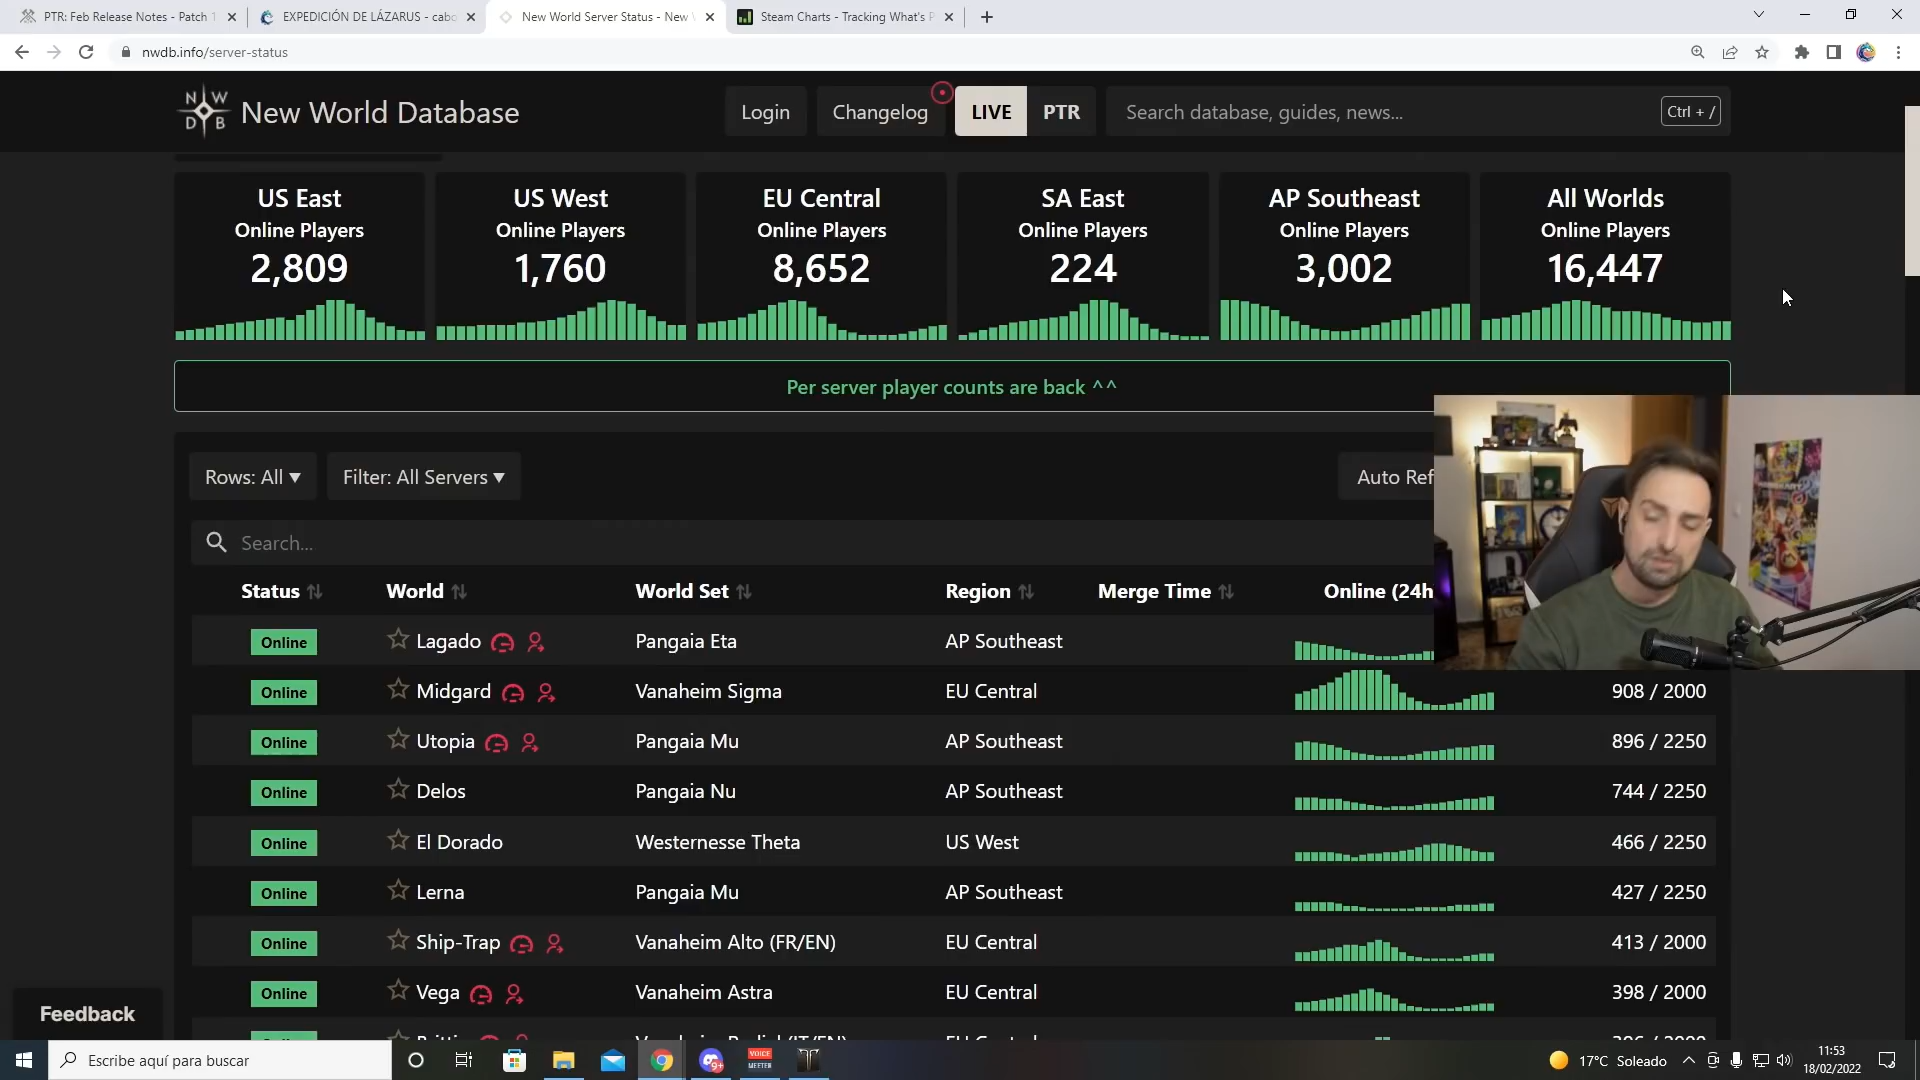 PTR: Feb Release Notes - Patch 1
EXPEDICIÓN DE LÁZARUS - cabo
New World Server Status - New
Steam Charts - Tracking What's P
nwdb.info/server-status
N W D B
New World Database
Login
Changelog
LIVE
PTR
Search database, guides, news...
Ctrl + /
US East
Online Players
2,809
US West
Online Players
1,760
EU Central
Online Players
8,652
SA East
Online Players
224
AP Southeast
Online Players
3,002
All Worlds
Online Players
16,447
Per server player counts are back ^^
Rows: All ▾
Filter: All Servers ▾
Auto Ref
Search...
Status World World Set Region Merge Time Online (24h
Online Lagado Pangaia Eta AP Southeast
Online Midgard Vanaheim Sigma EU Central 908 / 2000
Online Utopia Pangaia Mu AP Southeast 896 / 2250
Online Delos Pangaia Nu AP Southeast 744 / 2250
Online El Dorado Westernesse Theta US West 466 / 2250
Online Lerna Pangaia Mu AP Southeast 427 / 2250
Online Ship-Trap Vanaheim Alto (FR/EN) EU Central 413 / 2000
Online Vega Vanaheim Astra EU Central 398 / 2000
Feedback
Escribe aquí para buscar
9+
VOICE
MEETER
17°C Soleado
11:53
18/02/2022